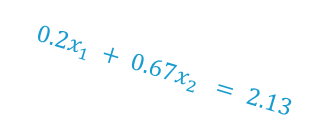 0.2x₁ + 0.67x₂ = 2.13